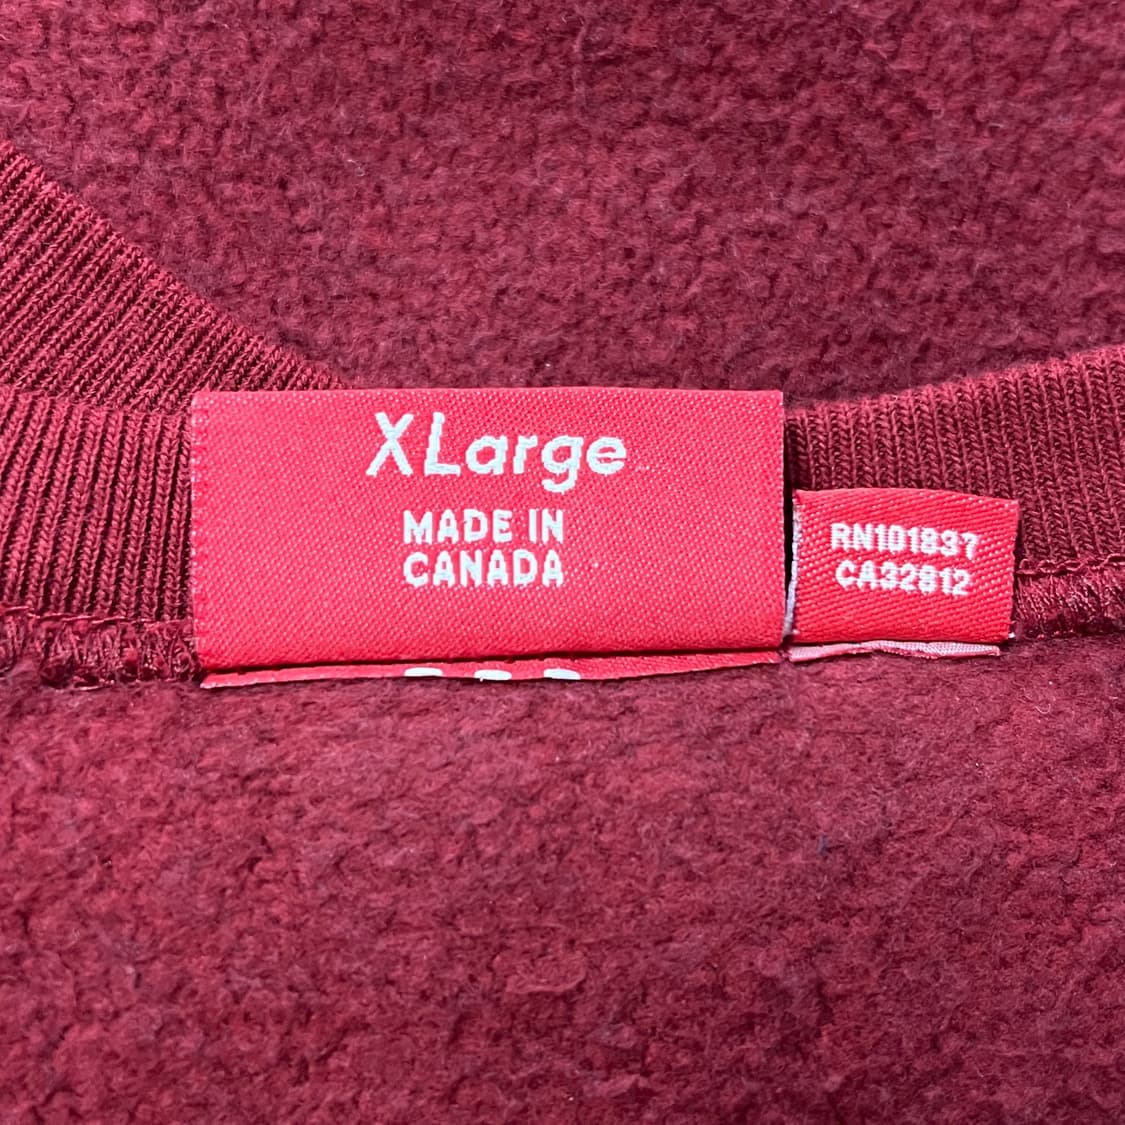 XLarge
MADE IN
CANADA
RN101837
CA32812